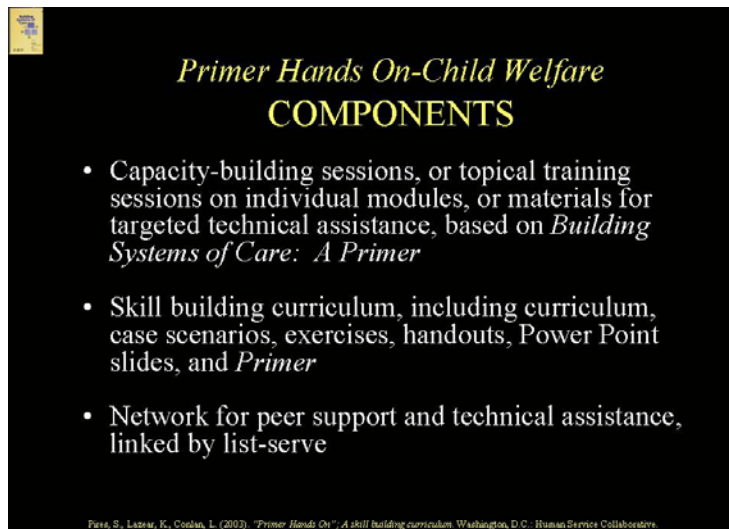 Primer Hands On-Child Welfare
COMPONENTS
• Capacity-building sessions, or topical training
sessions on individual modules, or materials for
targeted technical assistance, based on Building
Systems of Care: A Primer
• Skill building curriculum, including curriculum,
case scenarios, exercises, handouts, Power Point
slides, and Primer
• Network for peer support and technical assistance,
linked by list-serve
Pires, S., Lazear, K., Conlan, L. (2003). "Primer Hands On"; A skill building curriculum. Washington, D.C.: Human Service Collaborative.